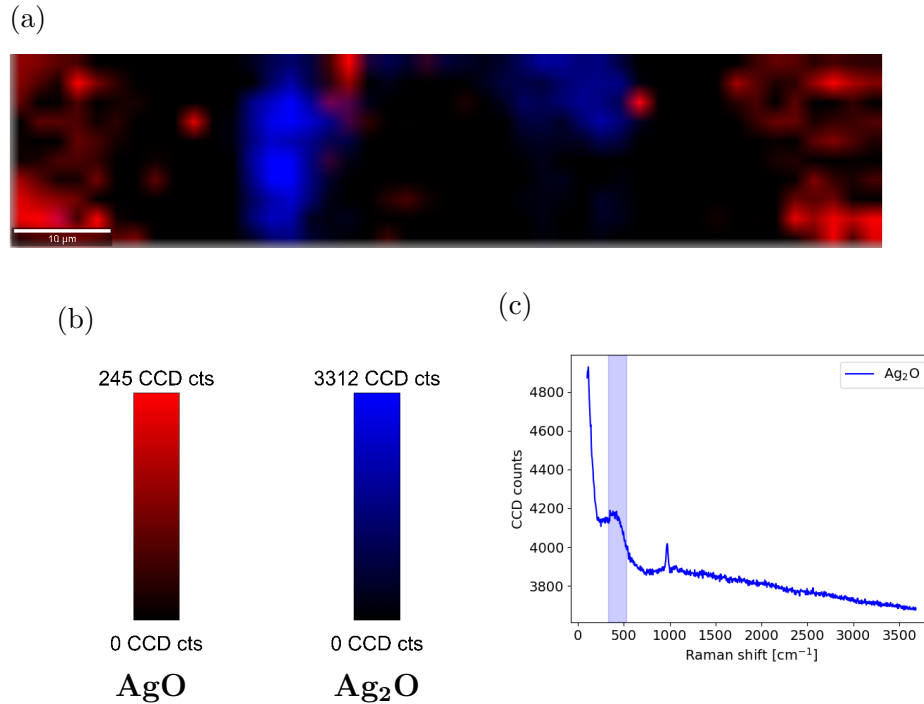 (a)
10 µm
(b)
245 CCD cts
3312 CCD cts
0 CCD cts
0 CCD cts
AgO
Ag₂O
(c)
Ag₂O
4800
4600
4400
4200
4000
3800
CCD counts
0 500 1000 1500 2000 2500 3000 3500
Raman shift [cm⁻¹]